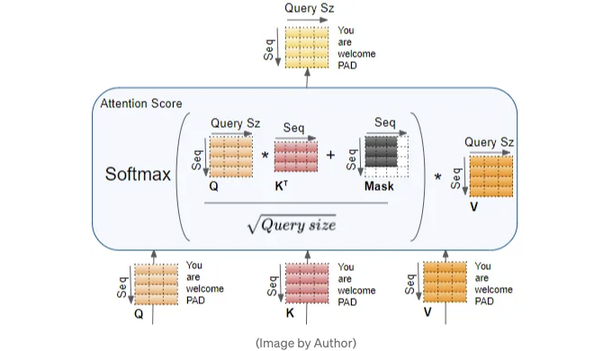 Query Sz
Seq
You
are
welcome
PAD
Attention Score
Softmax
Query Sz
Seq
Q
*
Seq
Kᵀ
+
Seq
Seq
Mask
√Query size
*
Query Sz
Seq
V
Seq
You
are
welcome
PAD
Q
Seq
You
are
welcome
PAD
K
Seq
You
are
welcome
PAD
V
(Image by Author)